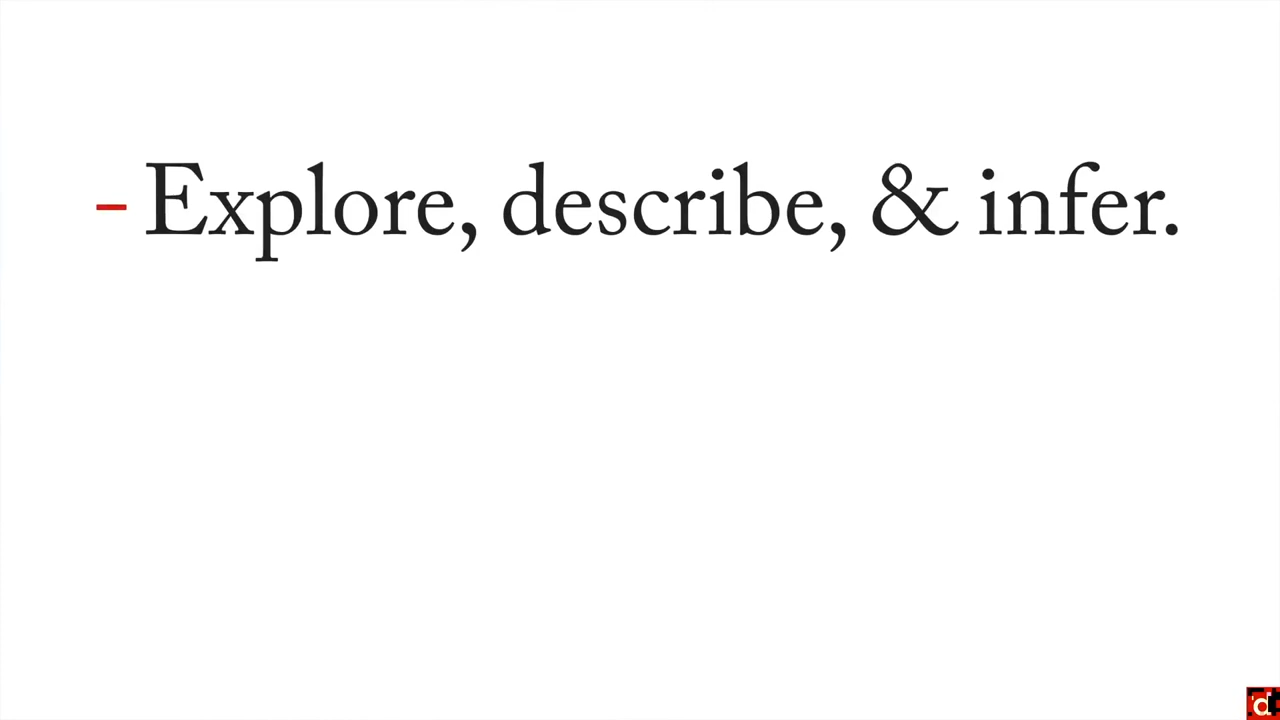 - Explore, describe, & infer.
d